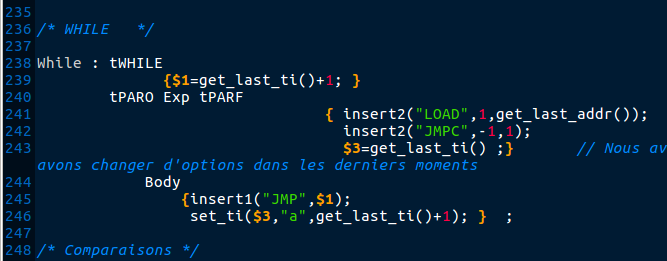 235
236 /* WHILE   */
237
238 While : tWHILE
239               {$1=get_last_ti()+1; }
240         tPARO Exp tPARF
241                                 { insert2("LOAD",1,get_last_addr());
242                                   insert2("JMPC",-1,1);
243                                   $3=get_last_ti() ;}       // Nous av
avons changer d'options dans les derniers moments
244             Body
245                 {insert1("JMP",$1);
246                  set_ti($3,"a",get_last_ti()+1); }  ;
247
248 /* Comparaisons */